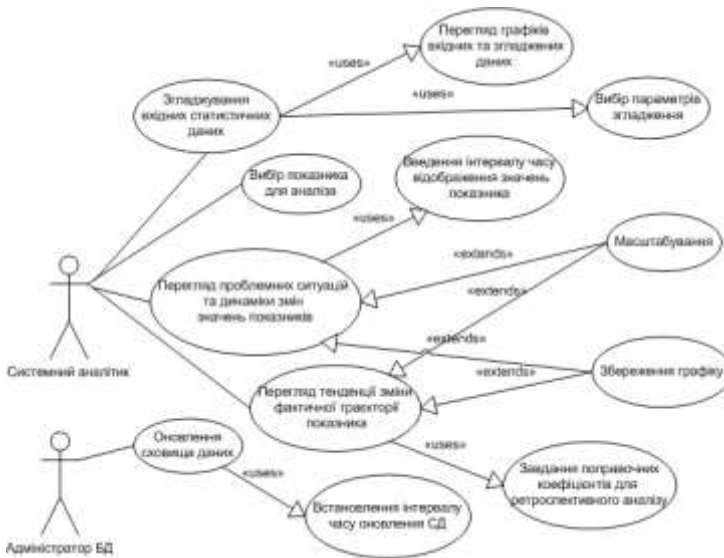 Перегляд графіків
вхідних та згладжених
даних
«uses»
«uses»
Згладжування
вхідних статистичних
даних
Вибір параметрів
згладження
Вибір показника
для аналіза
Введення інтервалу часу
відображення значень
показника
«uses»
Масштабування
«extends»
«extends»
Перегляд проблемних ситуацій
та динаміки змін
значень показників
«extends»
«extends»
Збереження графіку
Системний аналітик
Перегляд тенденції зміни
фактичної траєкторії
показника
«uses»
Оновлення
сховища даних
«uses»
Завдання поправочних
коефіцієнтів для
ретроспективного аналізу
Встановлення інтервалу
часу оновлення СД
Адміністратор БД